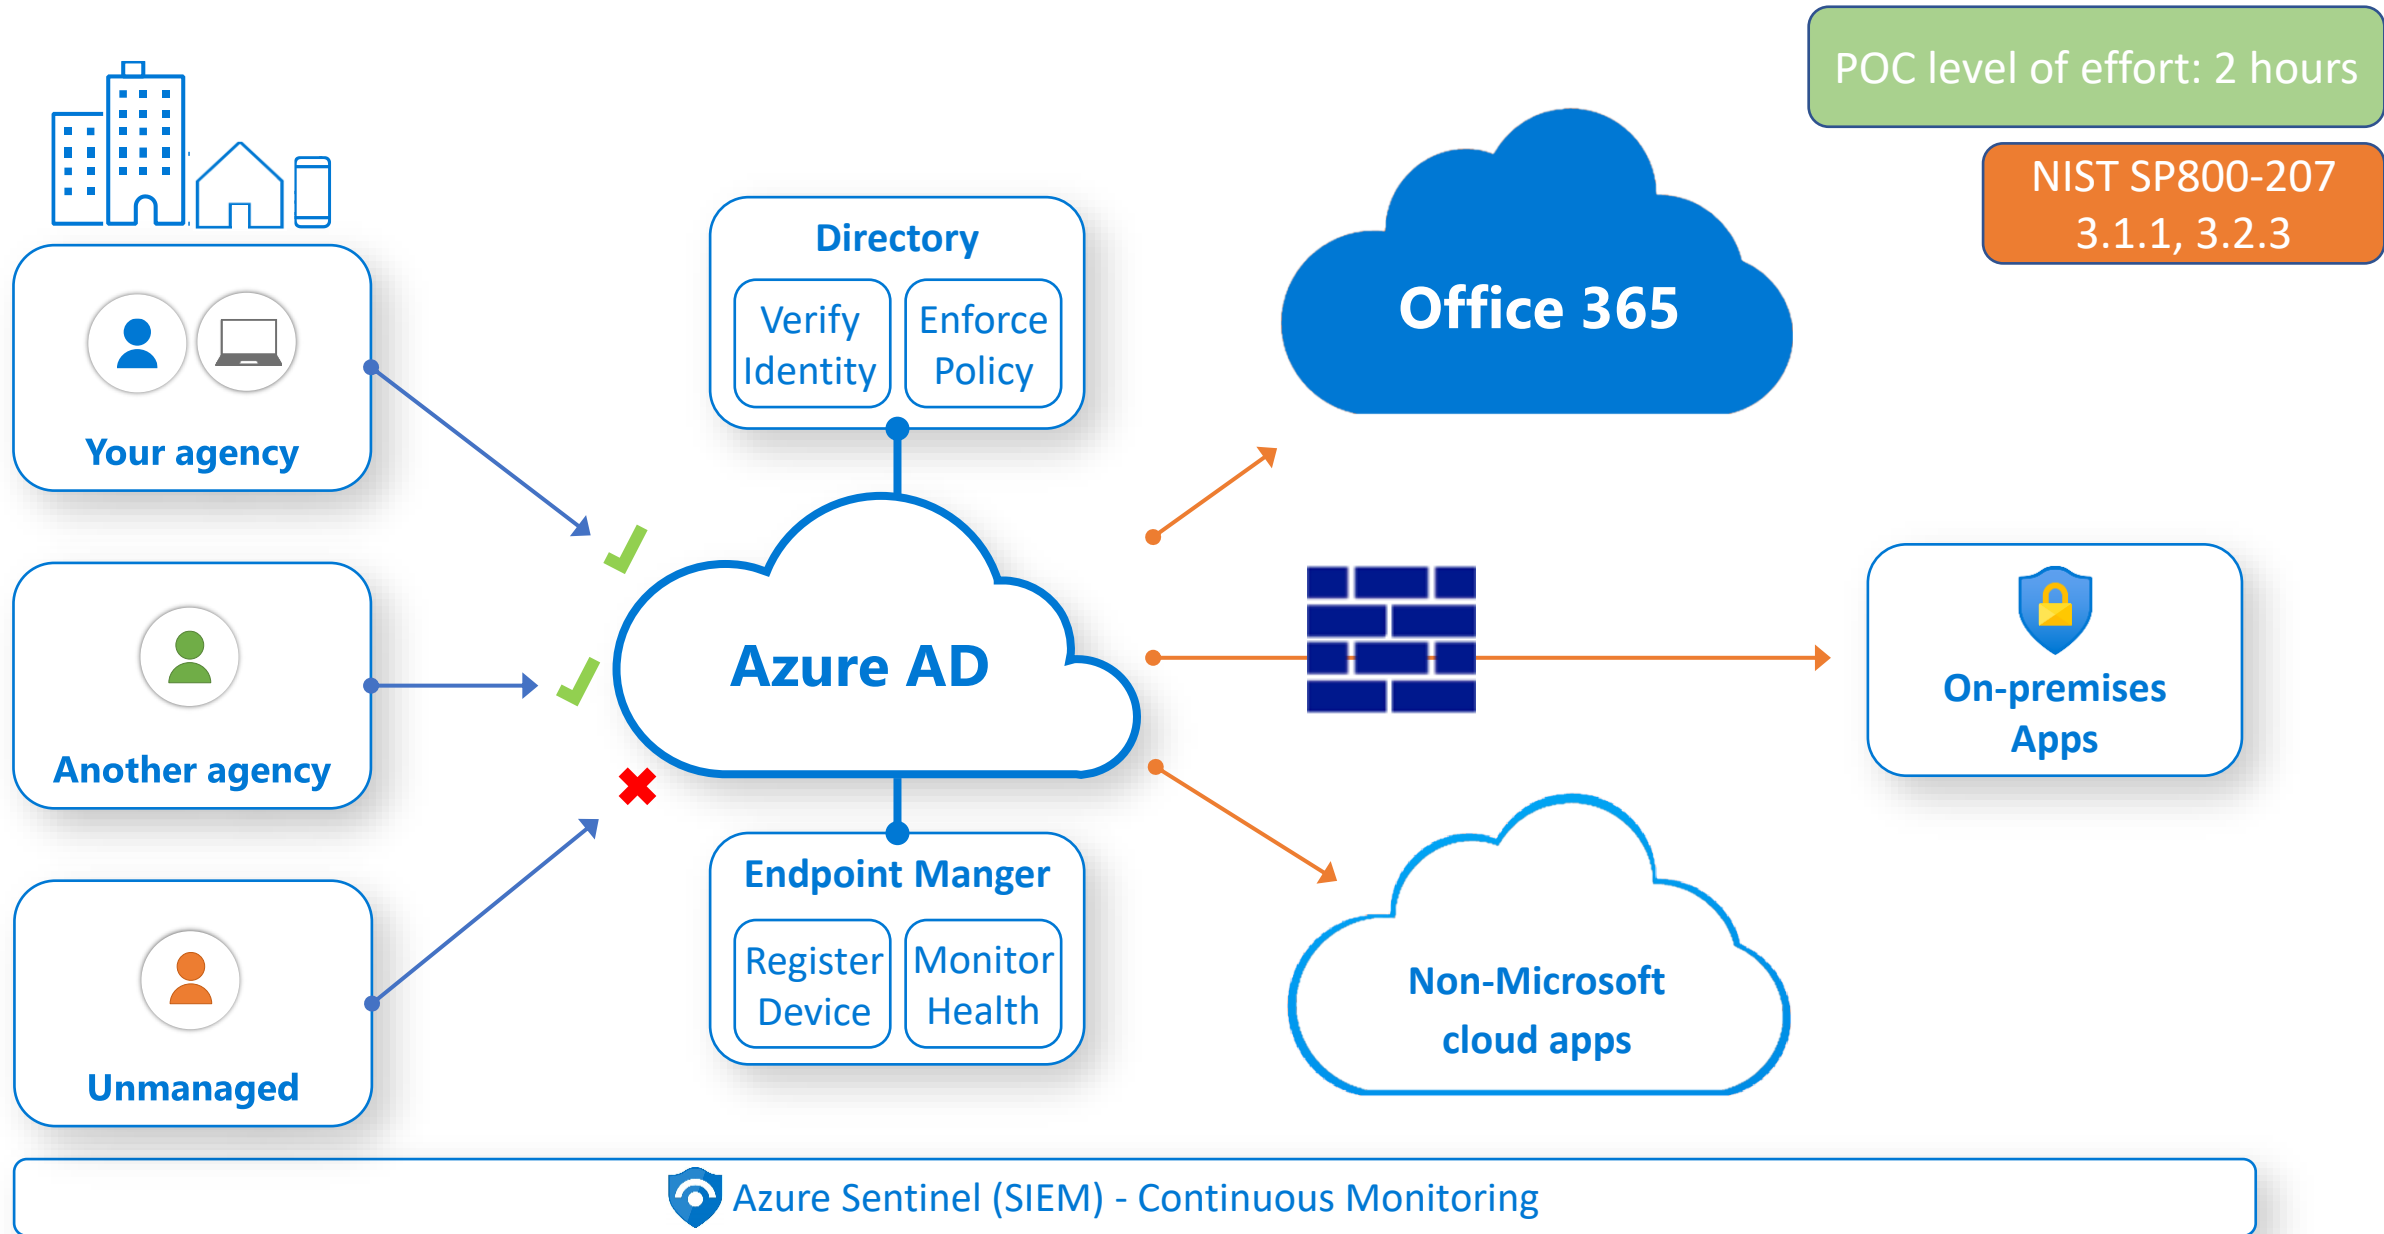 POC level of effort: 2 hours
NIST SP800-207
3.1.1, 3.2.3
Your agency
Another agency
Unmanaged
Directory
Verify
Identity
Enforce
Policy
Azure AD
Endpoint Manger
Register
Device
Monitor
Health
Office 365
On-premises
Apps
Non-Microsoft
cloud apps
Azure Sentinel (SIEM) - Continuous Monitoring